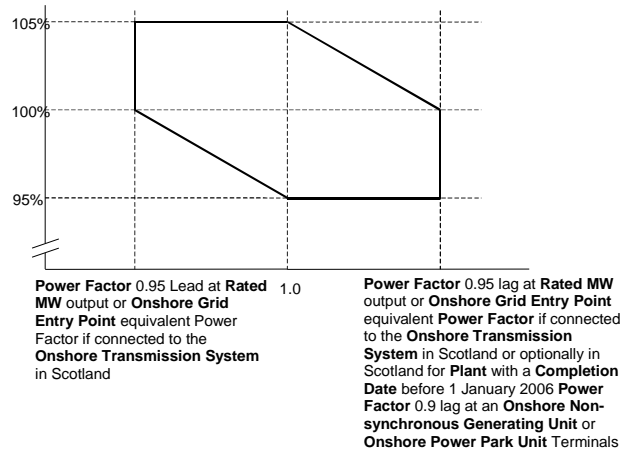 105%
100%
95%
Power Factor 0.95 Lead at Rated
MW output or Onshore Grid
Entry Point equivalent Power
Factor if connected to the
Onshore Transmission System
in Scotland
1.0
Power Factor 0.95 lag at Rated MW
output or Onshore Grid Entry Point
equivalent Power Factor if connected
to the Onshore Transmission
System in Scotland or optionally in
Scotland for Plant with a Completion
Date before 1 January 2006 Power
Factor 0.9 lag at an Onshore Non-
synchronous Generating Unit or
Onshore Power Park Unit Terminals